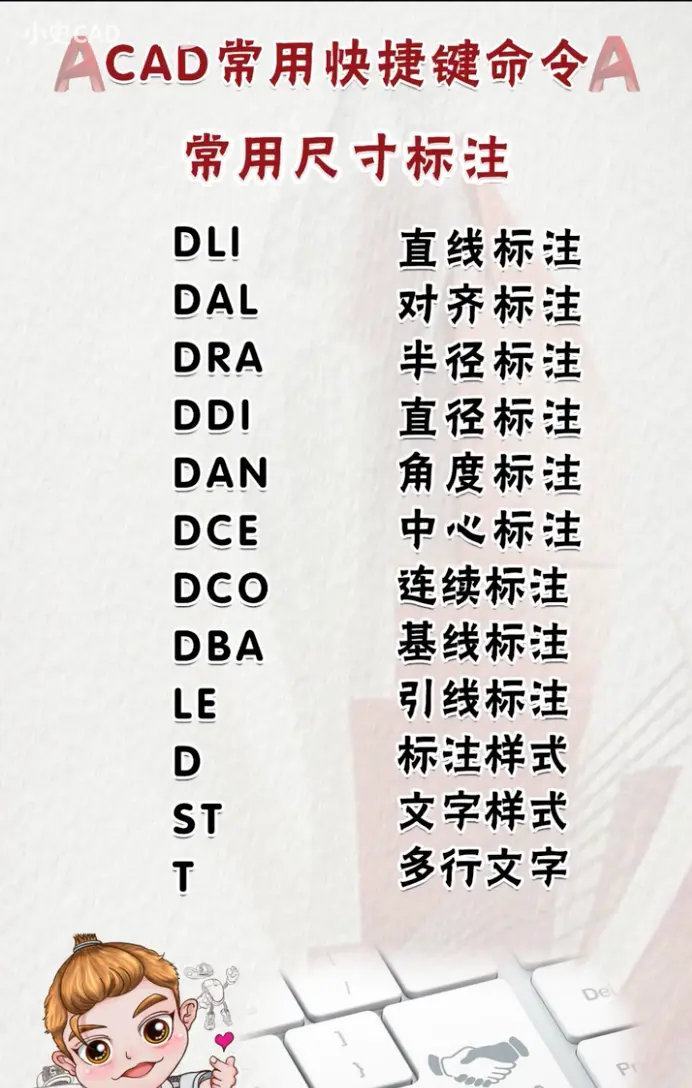 小史CAD
CAD常用快捷键命令
常用尺寸标注
DLI 直线标注
DAL 对齐标注
DRA 半径标注
DDI 直径标注
DAN 角度标注
DCE 中心标注
DCO 连续标注
DBA 基线标注
LE 引线标注
D 标注样式
ST 文字样式
T 多行文字
Del